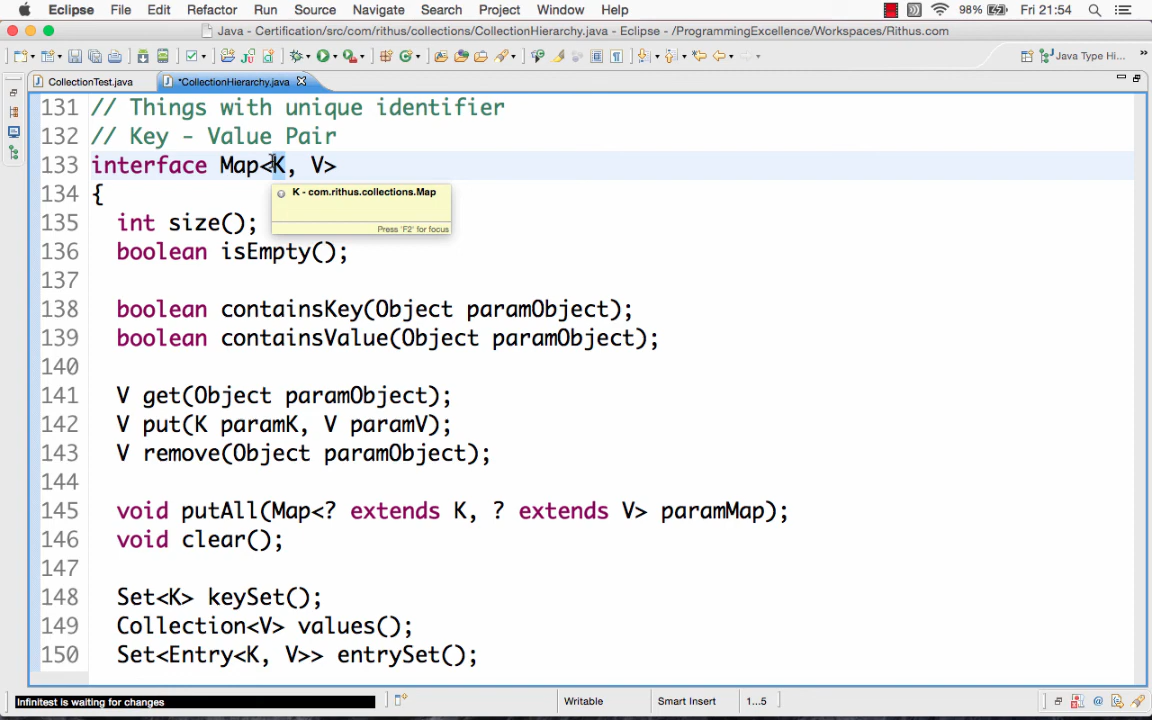 Eclipse File Edit Refactor Run Source Navigate Search Project Window Help 98% Fri 21:54
Java - Certification/src/com/rithus/collections/CollectionHierarchy.java - Eclipse - /ProgrammingExcellence/Workspaces/Rithus.com
Java Type Hi...
CollectionTest.java *CollectionHierarchy.java
131 // Things with unique identifier
132 // Key - Value Pair
133 interface Map<K, V>
134 {
K - com.rithus.collections.Map
Press 'F2' for focus
135 int size();
136 boolean isEmpty();
137
138 boolean containsKey(Object paramObject);
139 boolean containsValue(Object paramObject);
140
141 V get(Object paramObject);
142 V put(K paramK, V paramV);
143 V remove(Object paramObject);
144
145 void putAll(Map<? extends K, ? extends V> paramMap);
146 void clear();
147
148 Set<K> keySet();
149 Collection<V> values();
150 Set<Entry<K, V>> entrySet();
Infinitest is waiting for changes Writable Smart Insert 1...5